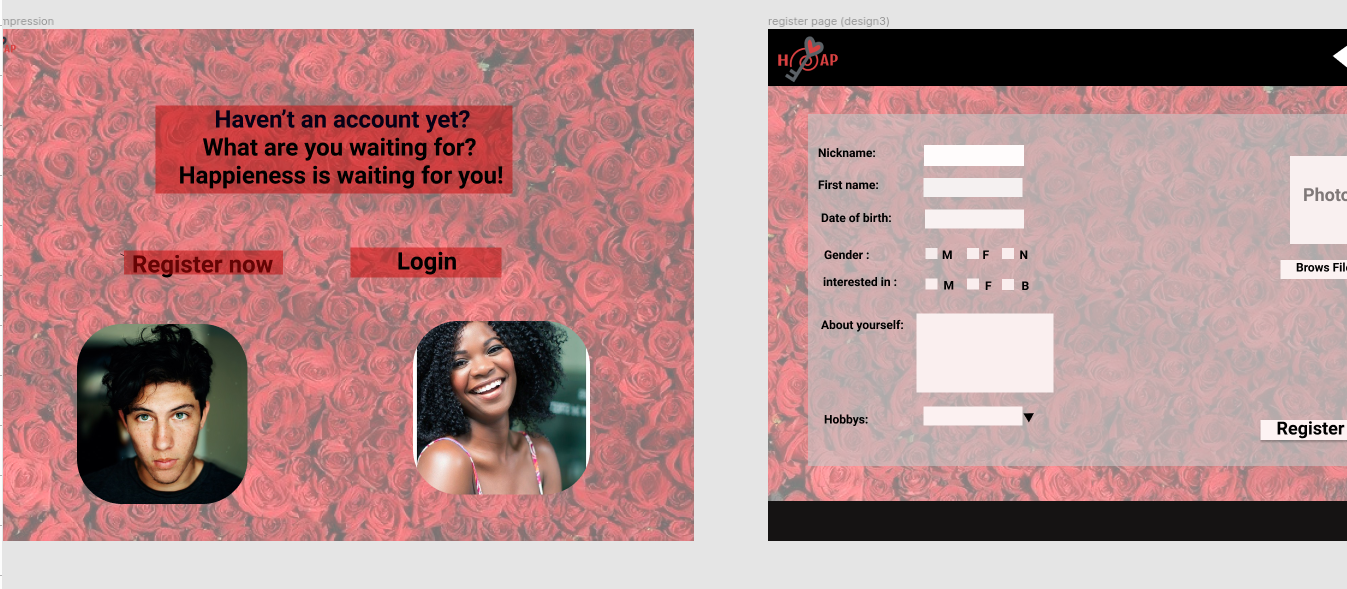 mpression
Haven't an account yet?
What are you waiting for?
Happieness is waiting for you!
Register now
Login
register page (design3)
H AP
Nickname:
First name:
Date of birth:
Gender :
M F N
interested in :
M F B
About yourself:
Hobbys:
Photo
Brows File
Register